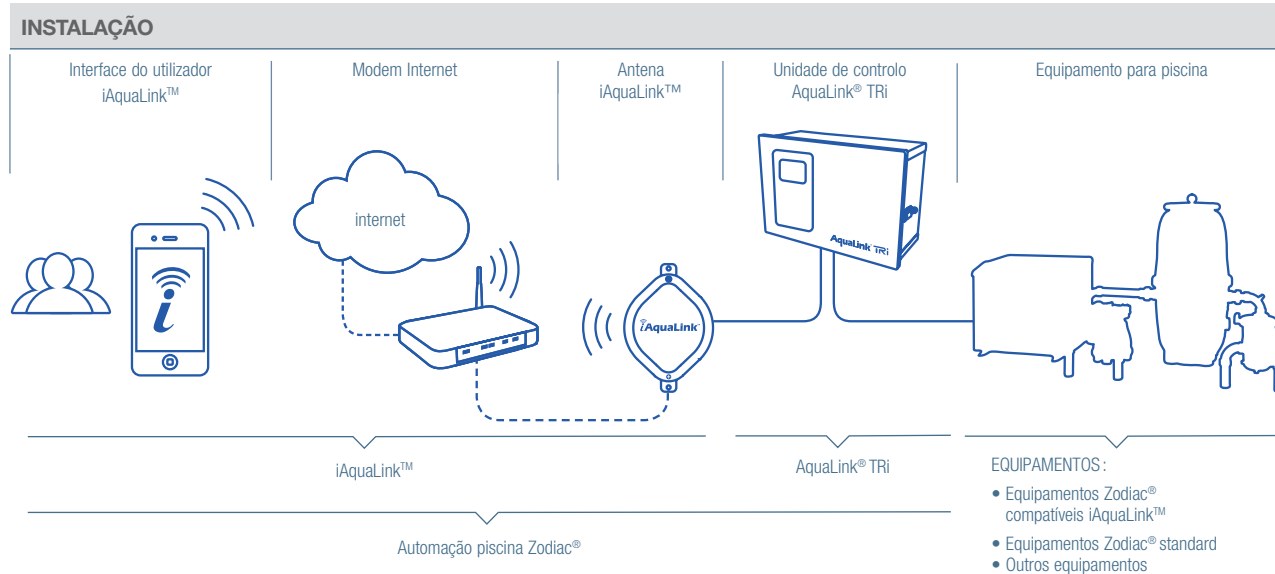 INSTALAÇÃO
Interface do utilizador
iAquaLink™
Modem Internet
Antena
iAquaLink™
Unidade de controlo
AquaLink® TRi
Equipamento para piscina
internet
AquaLink TRi
iAquaLink™
iAquaLink™
AquaLink® TRi
Automação piscina Zodiac®
EQUIPAMENTOS :
• Equipamentos Zodiac®
compatíveis iAquaLink™
• Equipamentos Zodiac® standard
• Outros equipamentos